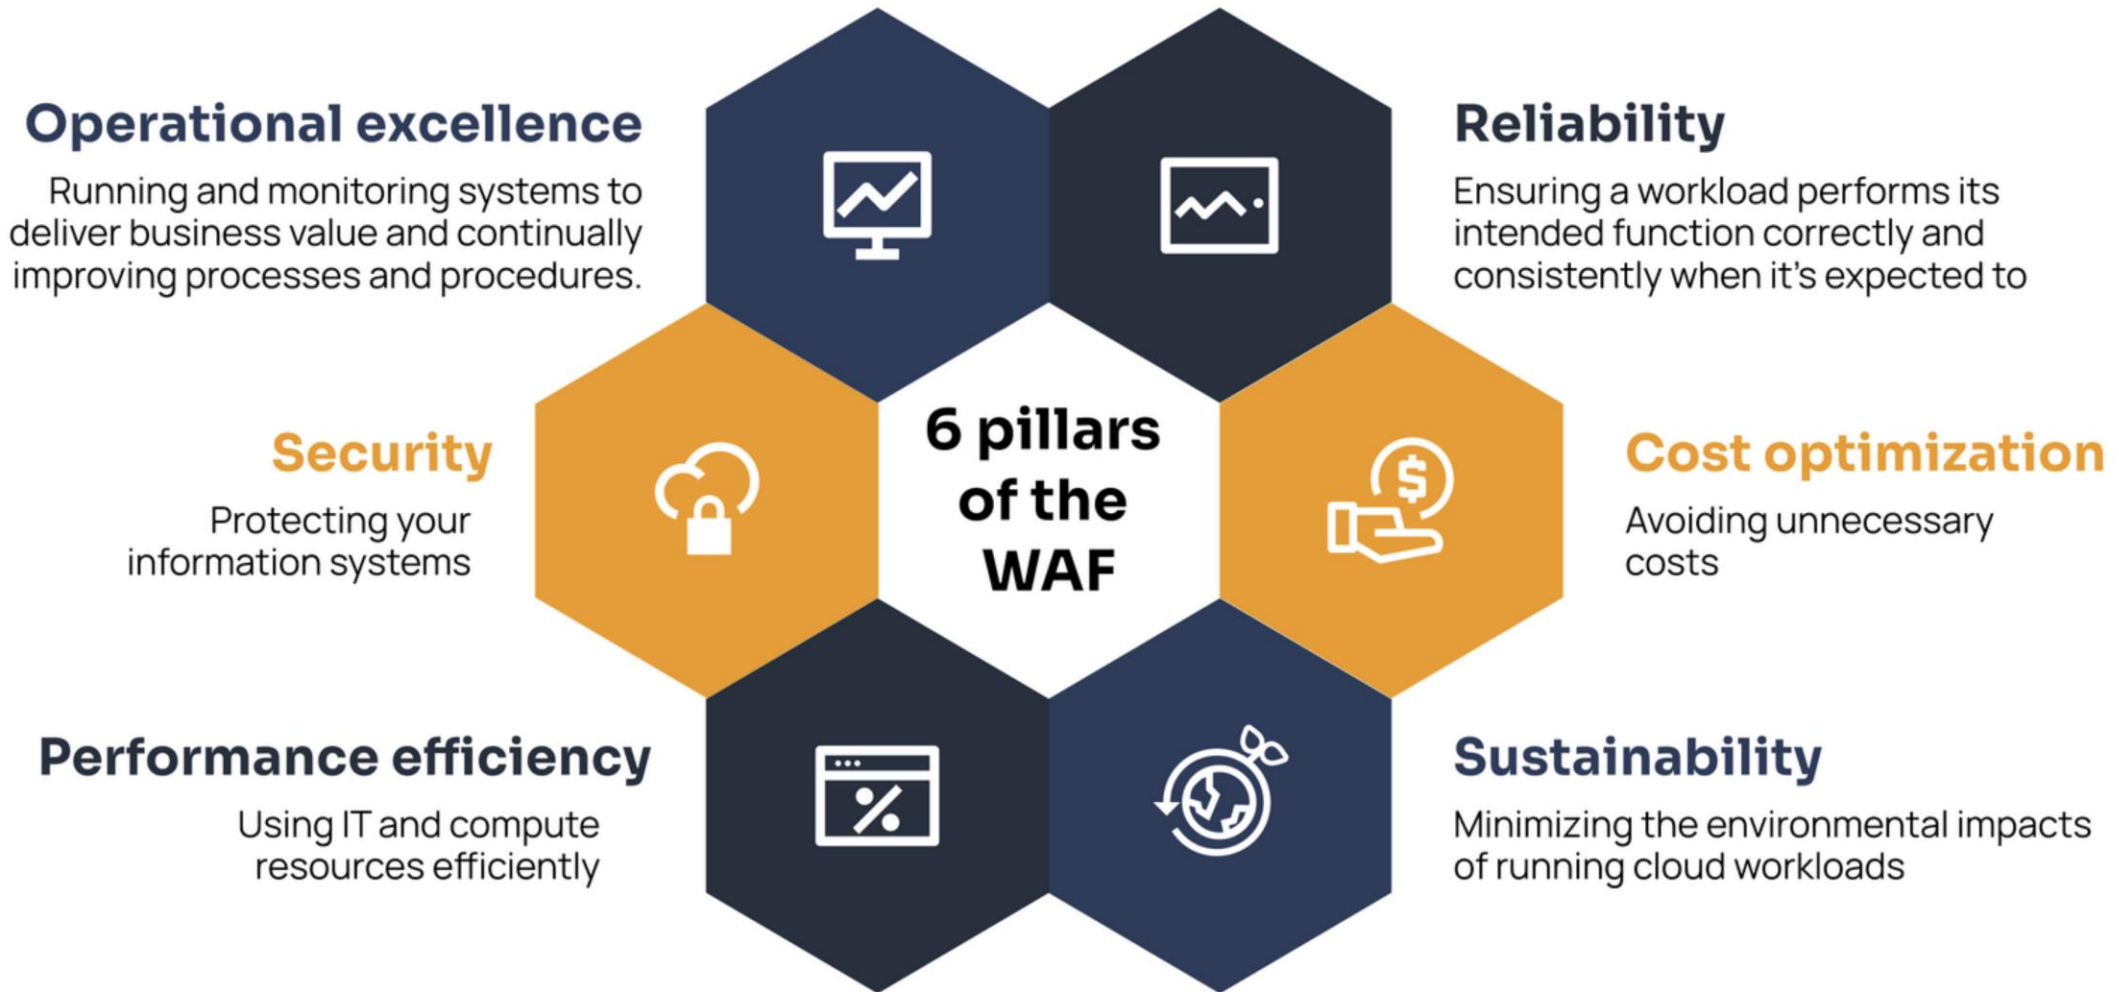 Operational excellence
Running and monitoring systems to
deliver business value and continually
improving processes and procedures.
Reliability
Ensuring a workload performs its
intended function correctly and
consistently when it's expected to
Security
Protecting your
information systems
6 pillars
of the
WAF
Cost optimization
Avoiding unnecessary
costs
Performance efficiency
Using IT and compute
resources efficiently
Sustainability
Minimizing the environmental impacts
of running cloud workloads